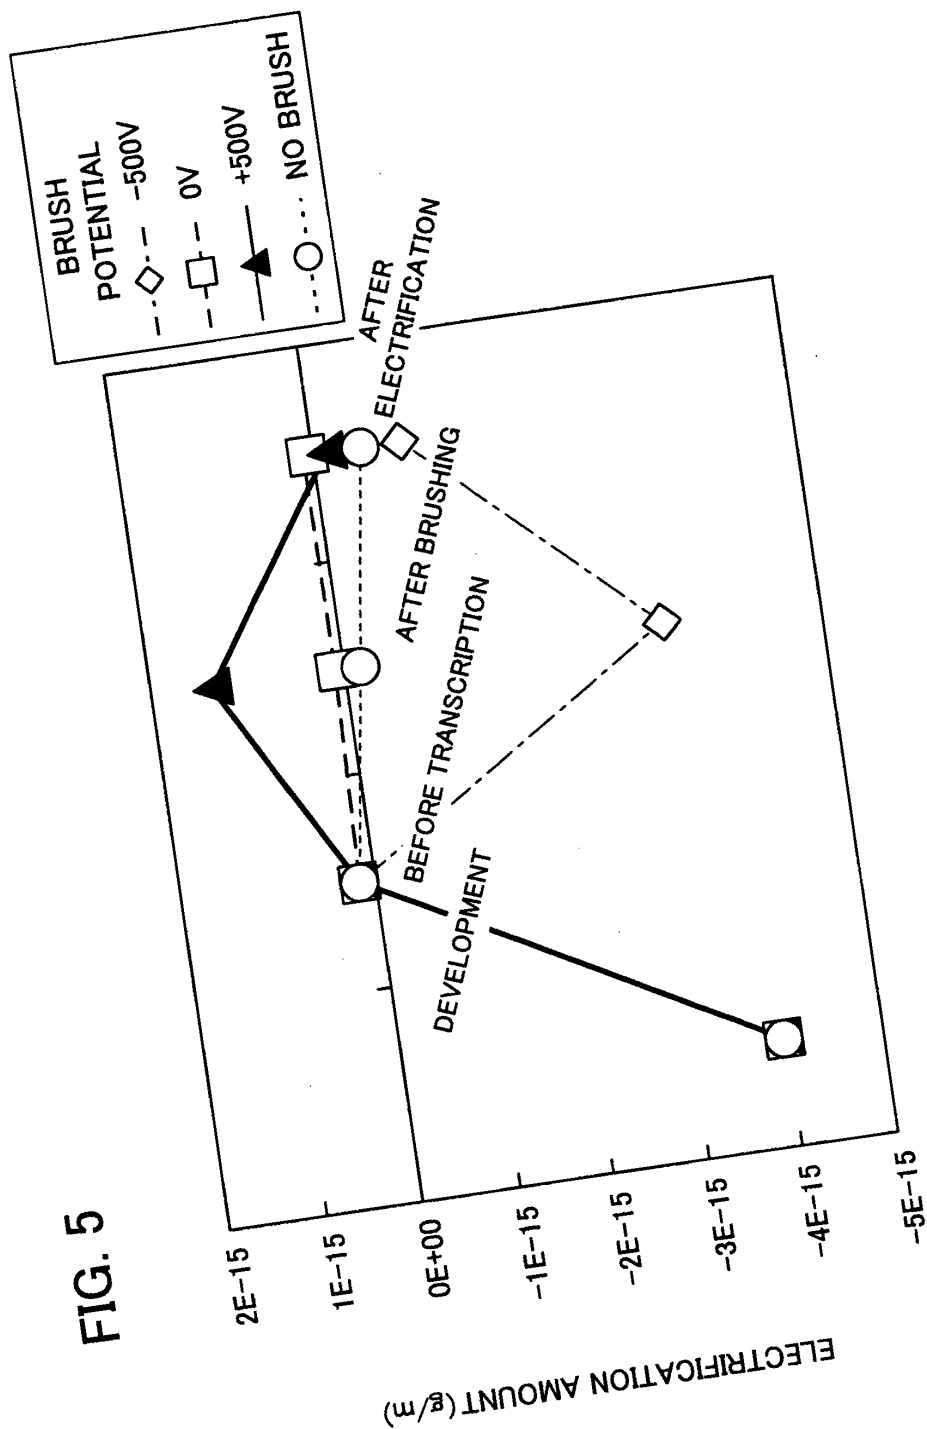 FIG. 5
BRUSH
POTENTIAL
-500V
0V
+500V
NO BRUSH
2E-15
1E-15
0E+00
-1E-15
-2E-15
-3E-15
-4E-15
-5E-15
ELECTRIFICATION AMOUNT (g/m)
DEVELOPMENT
BEFORE TRANSCRIPTION
AFTER BRUSHING
AFTER
ELECTRIFICATION